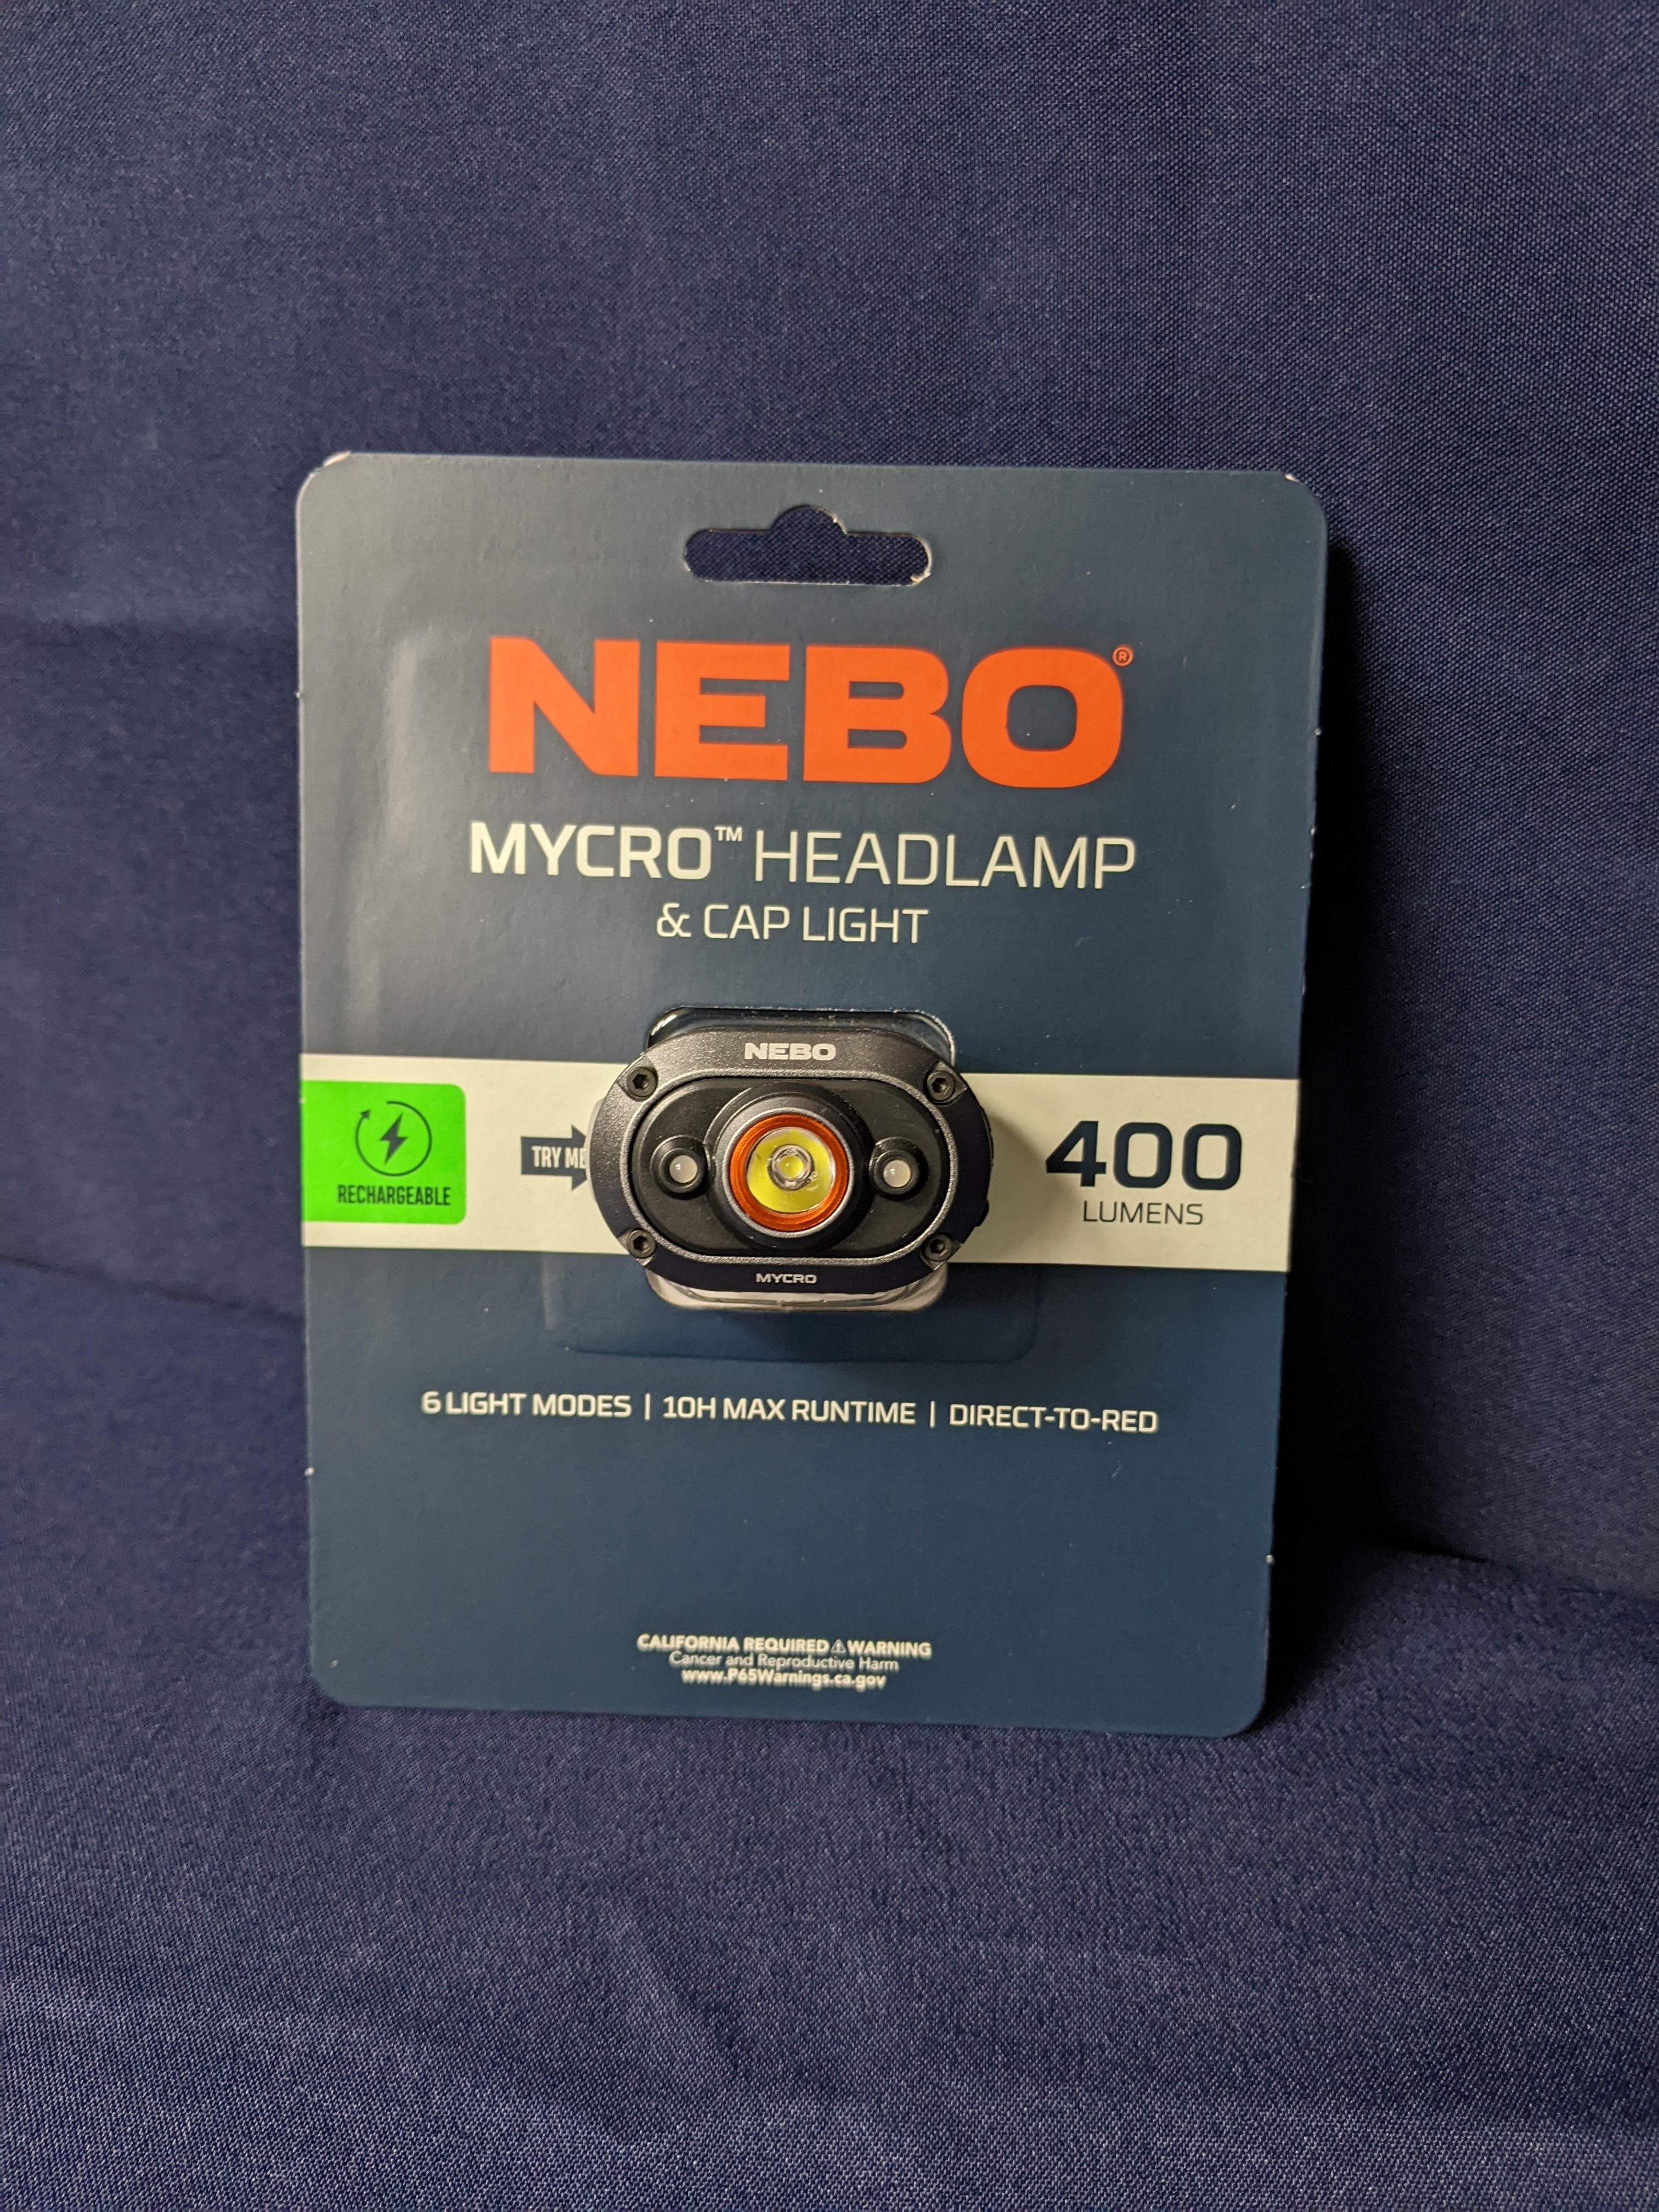 NEBO®
MYCRO™ HEADLAMP
& CAP LIGHT
NEBO
RECHARGEABLE
TRY ME
400
LUMENS
MYCRO
6 LIGHT MODES | 10H MAX RUNTIME | DIRECT-TO-RED
CALIFORNIA REQUIRED ⚠ WARNING
Cancer and Reproductive Harm
www.P65Warnings.ca.gov